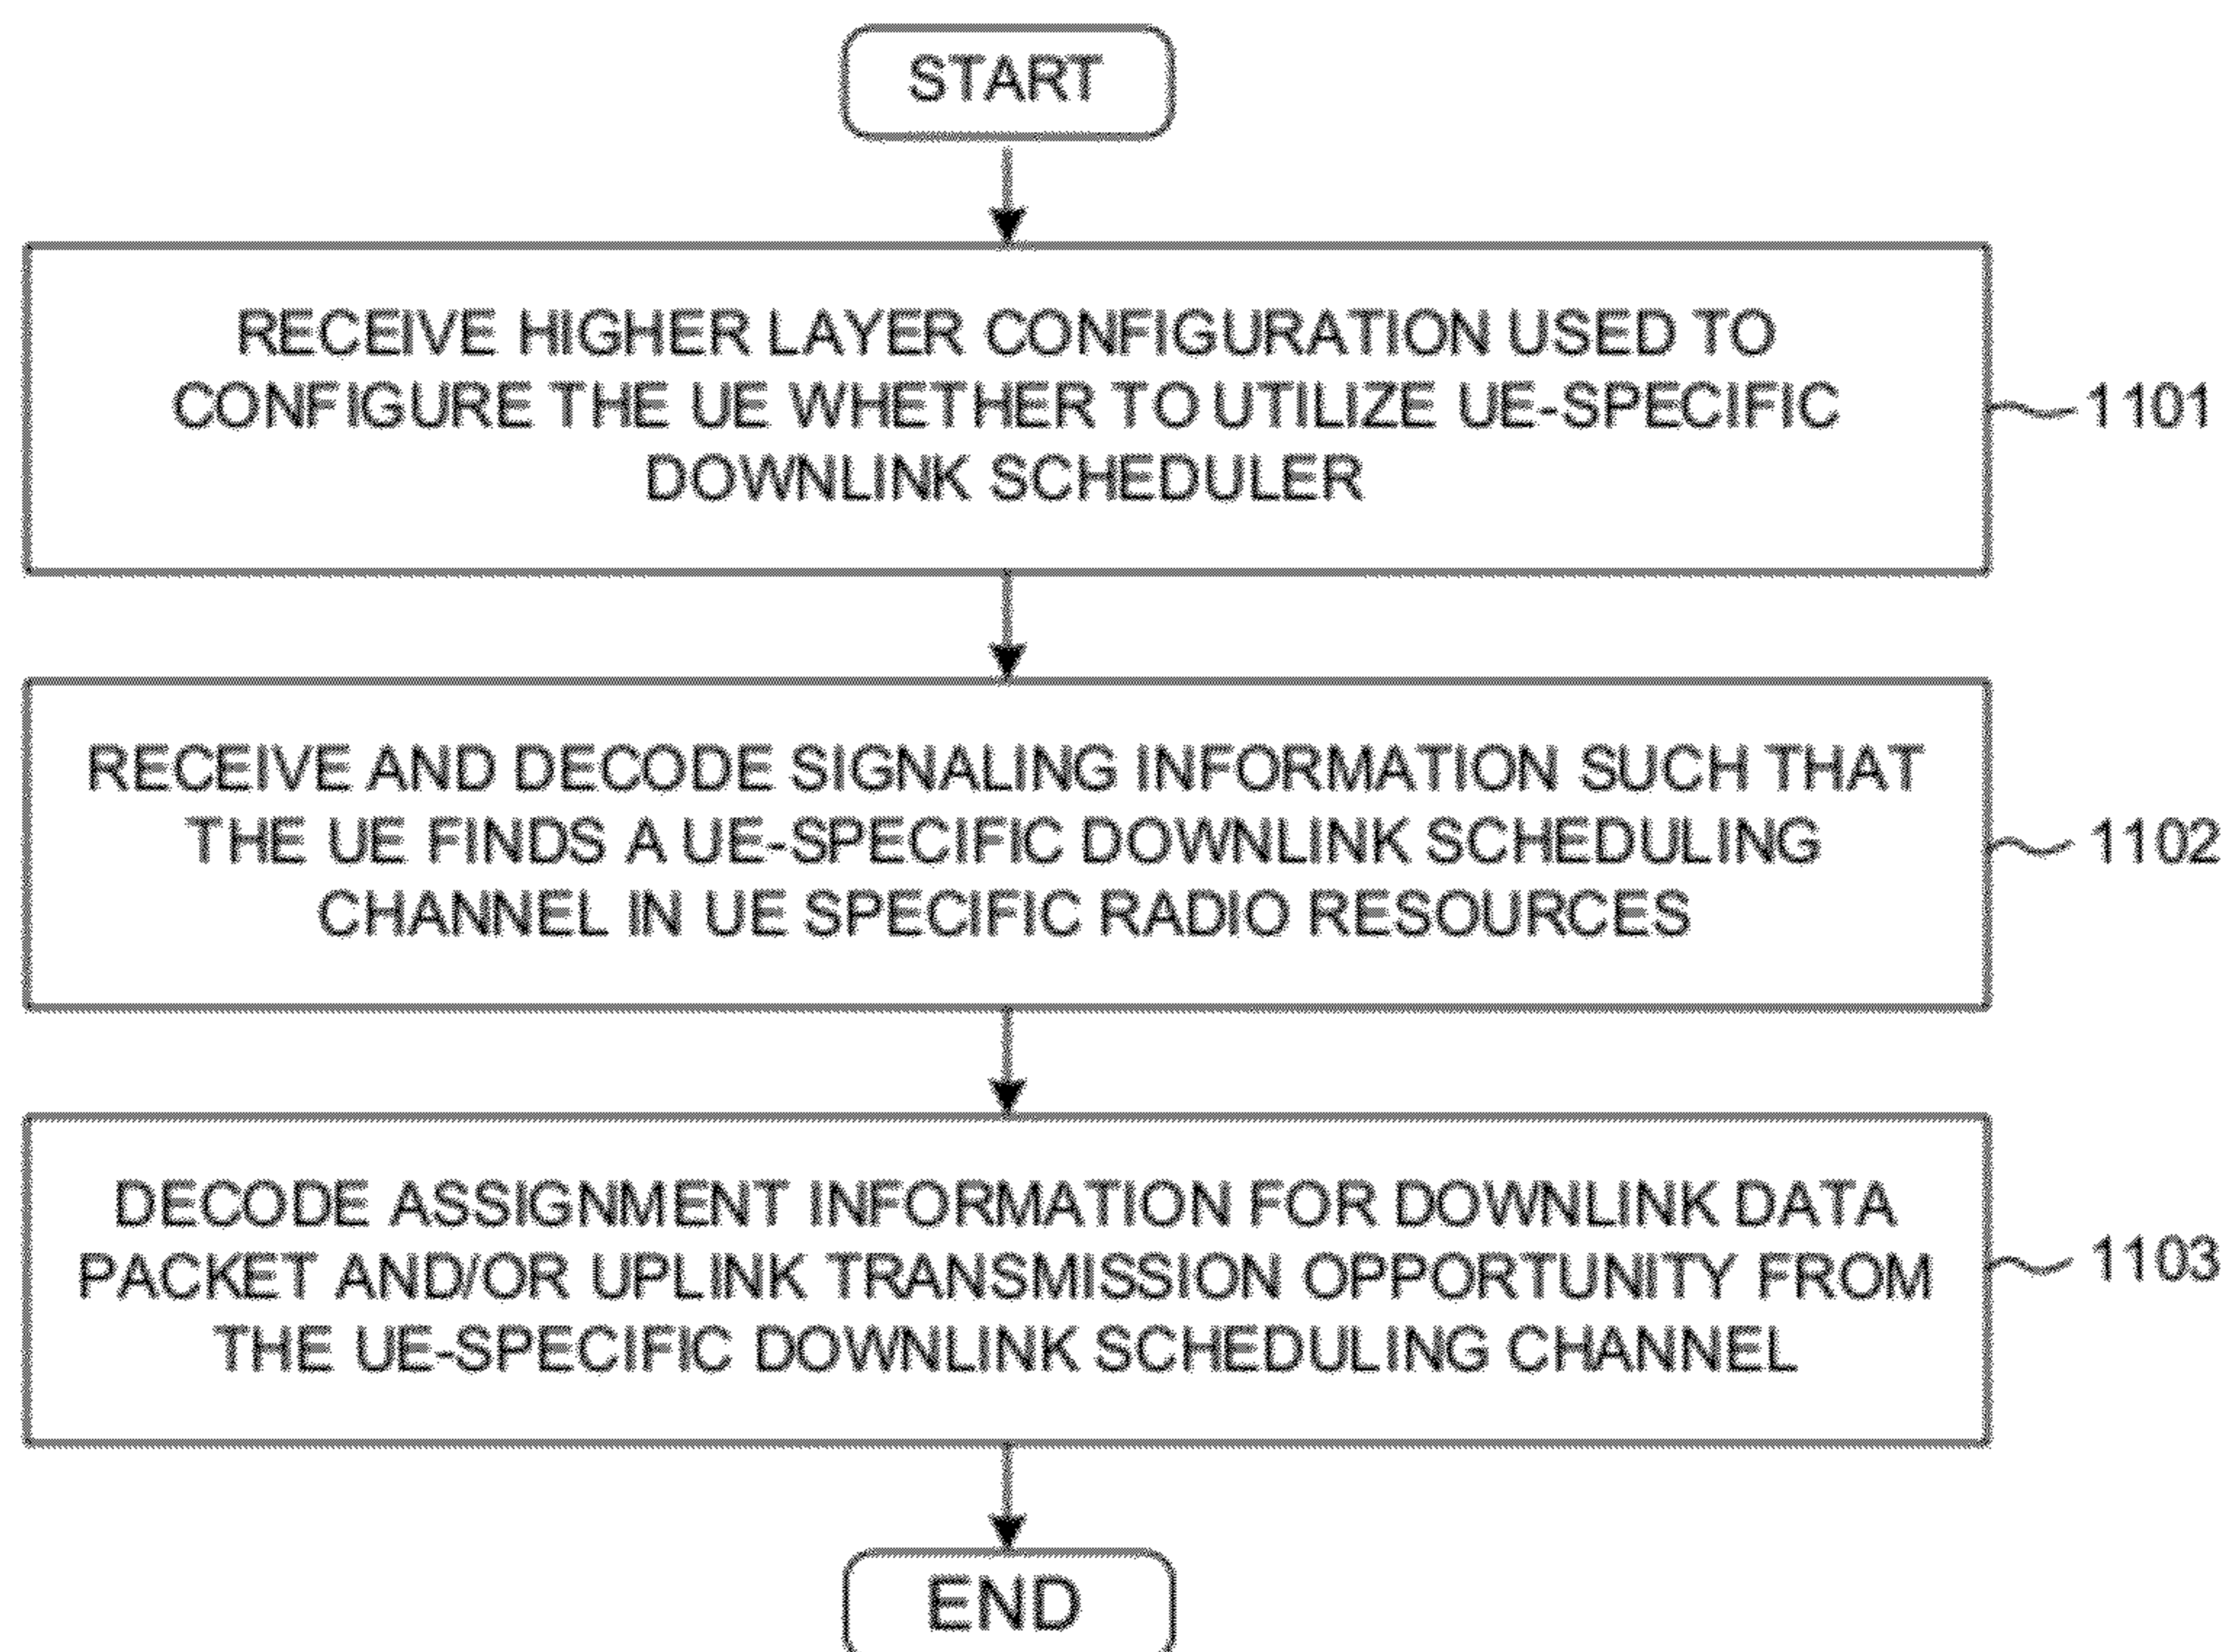 START
RECEIVE HIGHER LAYER CONFIGURATION USED TO
CONFIGURE THE UE WHETHER TO UTILIZE UE-SPECIFIC
DOWNLINK SCHEDULER
1101
RECEIVE AND DECODE SIGNALING INFORMATION SUCH THAT
THE UE FINDS A UE-SPECIFIC DOWNLINK SCHEDULING
CHANNEL IN UE SPECIFIC RADIO RESOURCES
1102
DECODE ASSIGNMENT INFORMATION FOR DOWNLINK DATA
PACKET AND/OR UPLINK TRANSMISSION OPPORTUNITY FROM
THE UE-SPECIFIC DOWNLINK SCHEDULING CHANNEL
1103
END